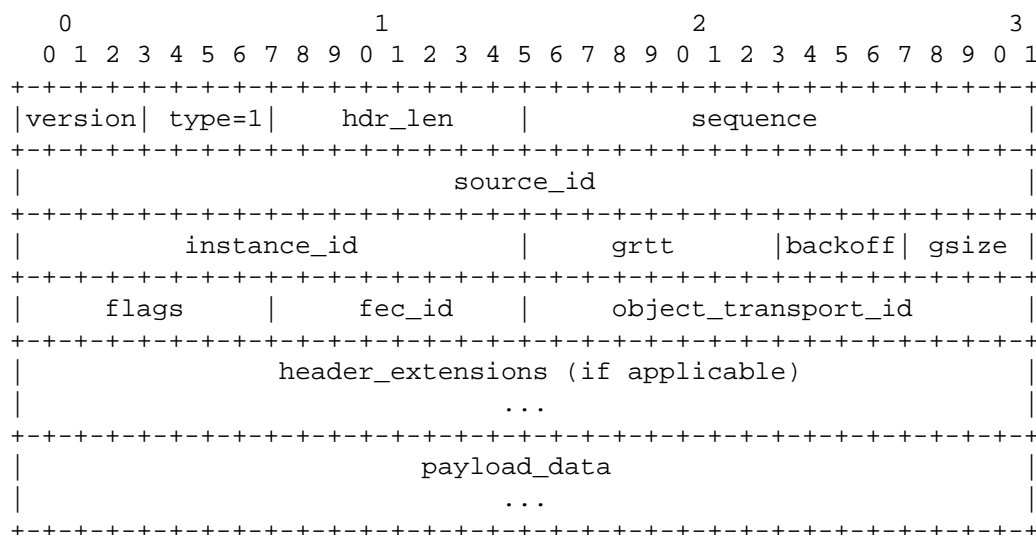 0                   1                   2                   3
   0 1 2 3 4 5 6 7 8 9 0 1 2 3 4 5 6 7 8 9 0 1 2 3 4 5 6 7 8 9 0 1
 +-+-+-+-+-+-+-+-+-+-+-+-+-+-+-+-+-+-+-+-+-+-+-+-+-+-+-+-+-+-+-+-+
 |version| type=1|    hdr_len    |          sequence             |
 +-+-+-+-+-+-+-+-+-+-+-+-+-+-+-+-+-+-+-+-+-+-+-+-+-+-+-+-+-+-+-+-+
 |                           source_id                           |
 +-+-+-+-+-+-+-+-+-+-+-+-+-+-+-+-+-+-+-+-+-+-+-+-+-+-+-+-+-+-+-+-+
 |          instance_id          |     grtt      |backoff| gsize |
 +-+-+-+-+-+-+-+-+-+-+-+-+-+-+-+-+-+-+-+-+-+-+-+-+-+-+-+-+-+-+-+-+
 |     flags     |     fec_id    |     object_transport_id       |
 +-+-+-+-+-+-+-+-+-+-+-+-+-+-+-+-+-+-+-+-+-+-+-+-+-+-+-+-+-+-+-+-+
 |                header_extensions (if applicable)              |
 |                              ...                              |
 +-+-+-+-+-+-+-+-+-+-+-+-+-+-+-+-+-+-+-+-+-+-+-+-+-+-+-+-+-+-+-+-+
 |                         payload_data                          |
 |                              ...                              |
 +-+-+-+-+-+-+-+-+-+-+-+-+-+-+-+-+-+-+-+-+-+-+-+-+-+-+-+-+-+-+-+-+